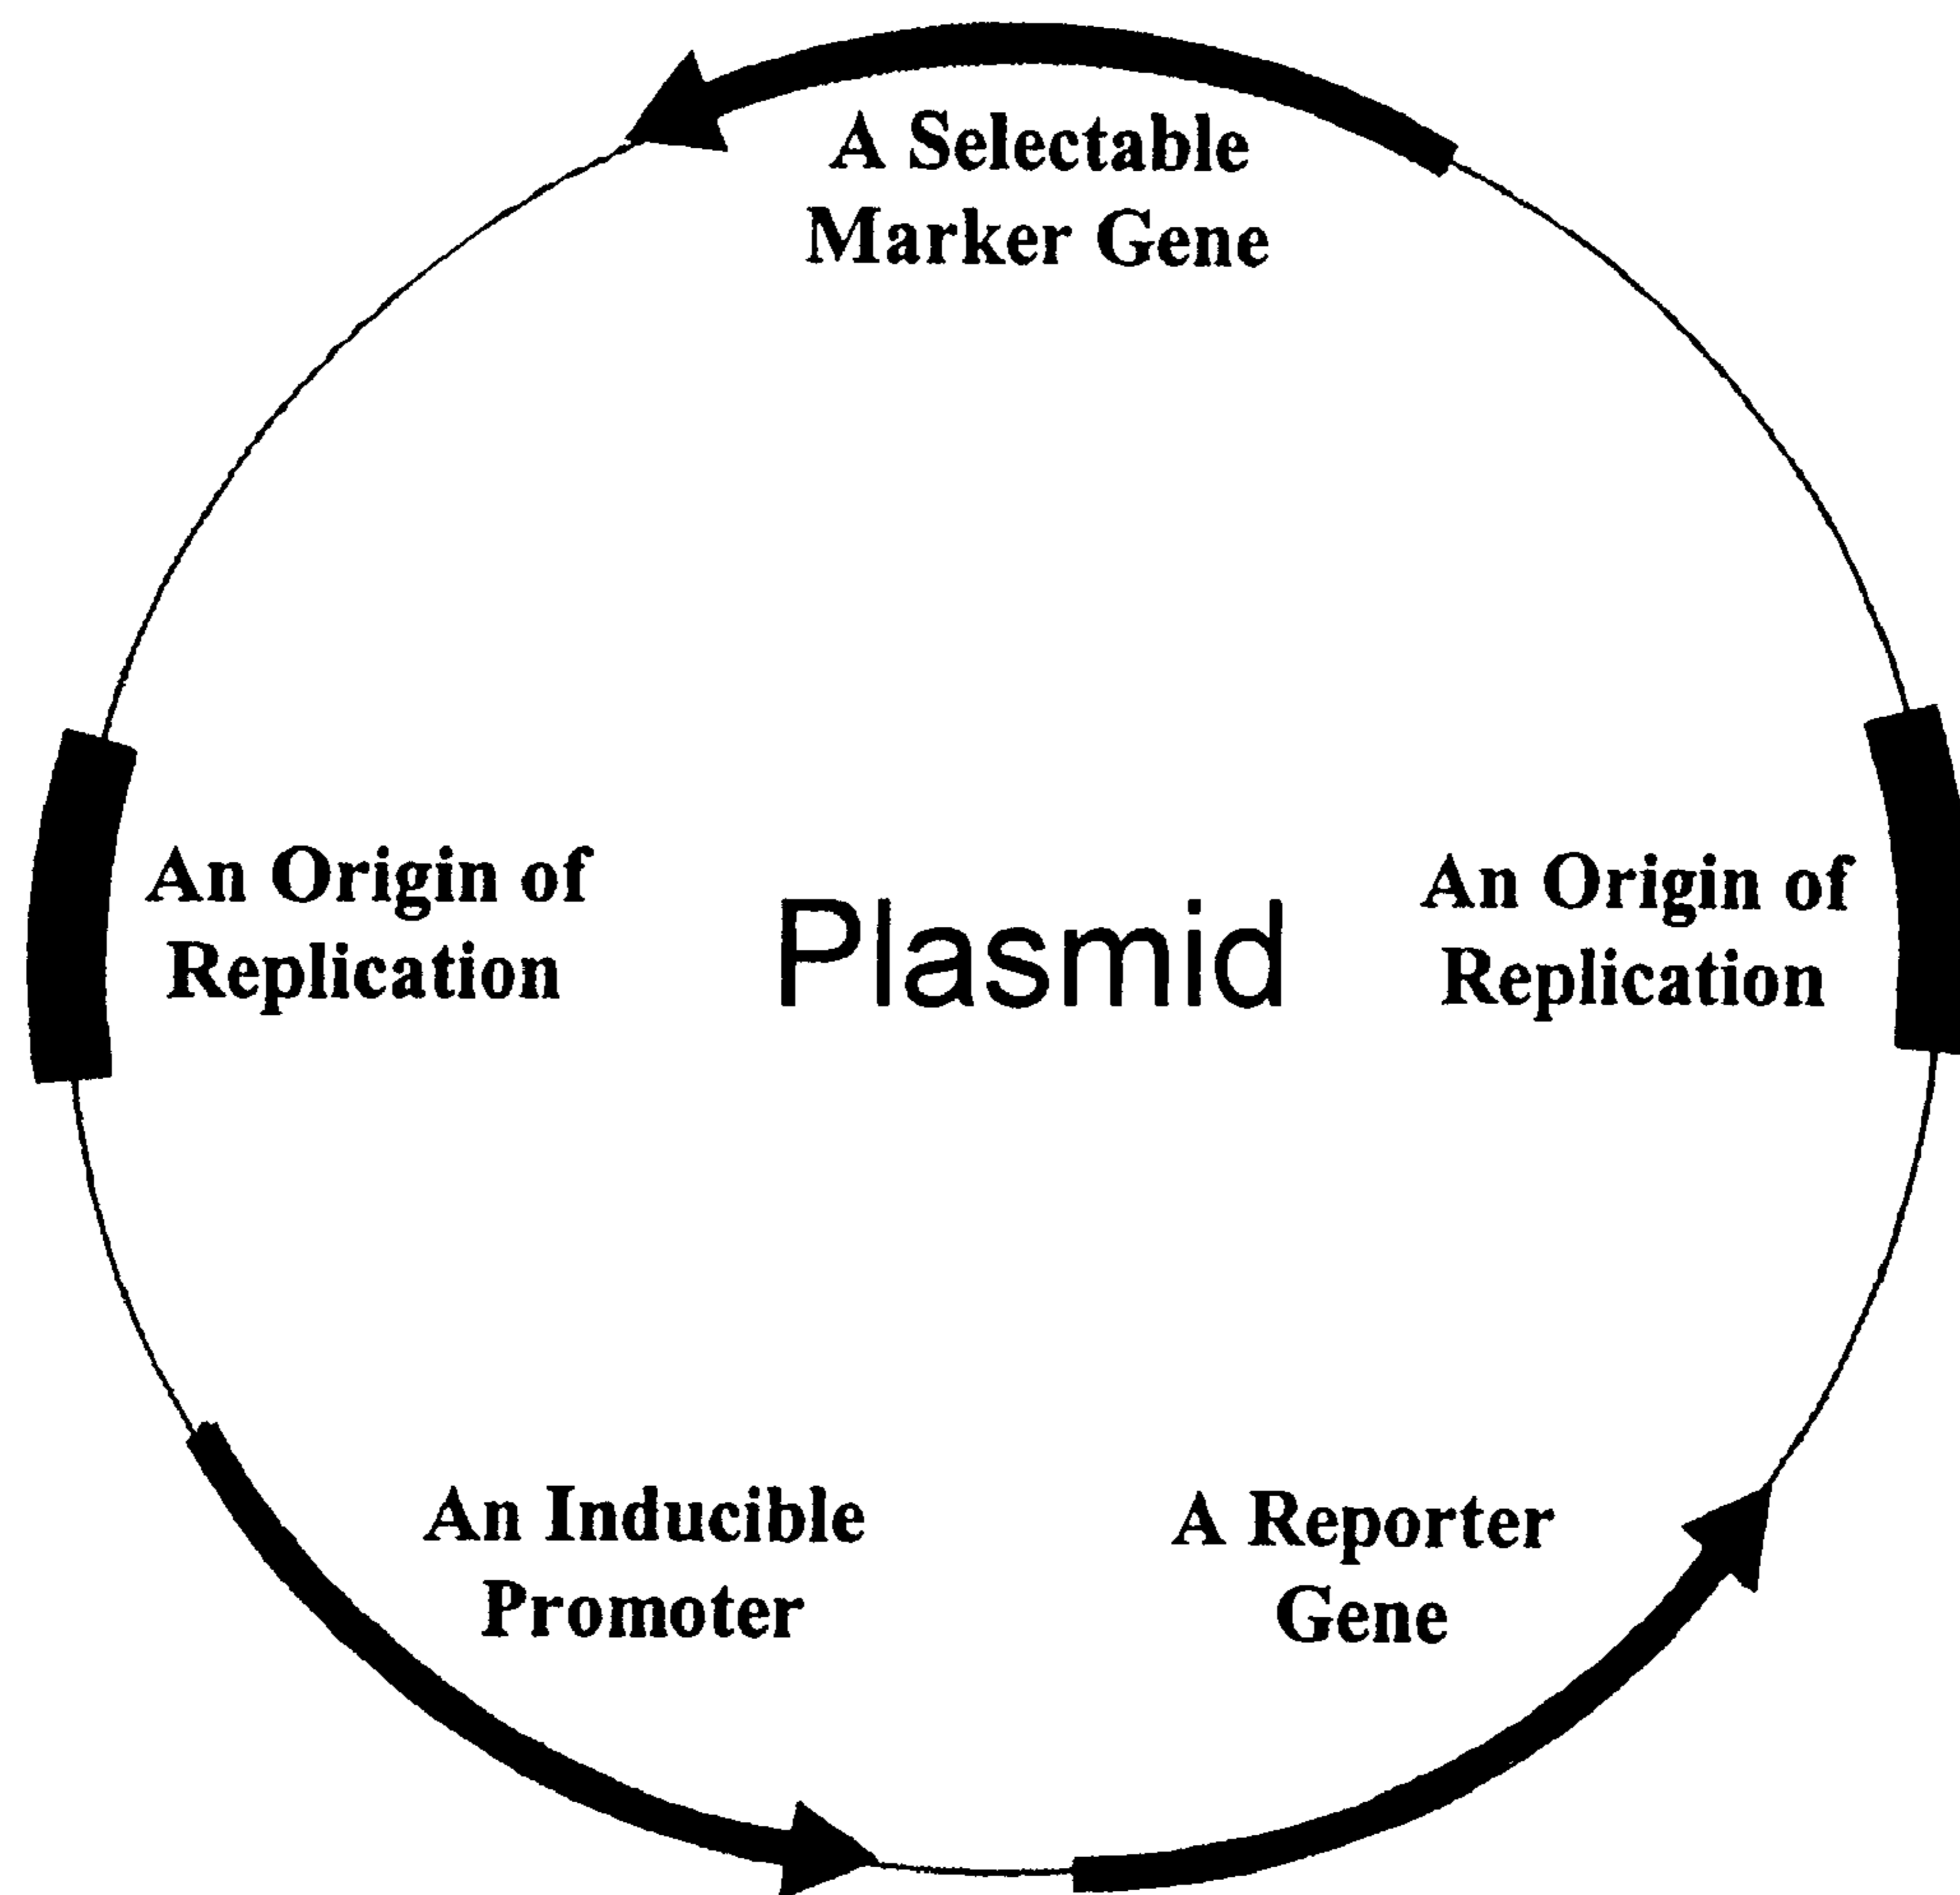 A Selectable
Marker Gene
An Origin of
Replication
Plasmid
An Origin of
Replication
An Inducible
Promoter
A Reporter
Gene